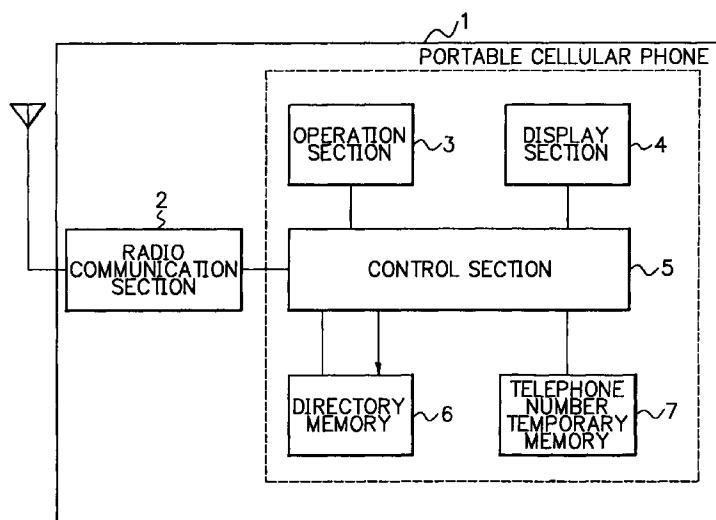 1
PORTABLE CELLULAR PHONE
OPERATION
SECTION
3
DISPLAY
SECTION
4
2
RADIO
COMMUNICATION
SECTION
CONTROL SECTION
5
DIRECTORY
MEMORY
6
TELEPHONE
NUMBER
TEMPORARY
MEMORY
7